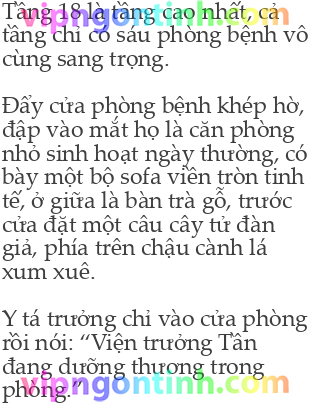 Tầng 18 là tầng cao nhất, cả
tầng chỉ có sáu phòng bệnh vô
cùng sang trọng.
Đẩy cửa phòng bệnh khép hờ,
đập vào mắt họ là căn phòng
nhỏ sinh hoạt ngày thường, có
bày một bộ sofa viền tròn tinh
tế, ở giữa là bàn trà gỗ, trước
cửa đặt một câu cây tử đàn
giả, phía trên chậu cành lá
xum xuê.
Y tá trưởng chỉ vào cửa phòng
rồi nói: “Viện trưởng Tần
đang dưỡng thương trong
phòng.”
vipngontinh.com
vipngontinh.com